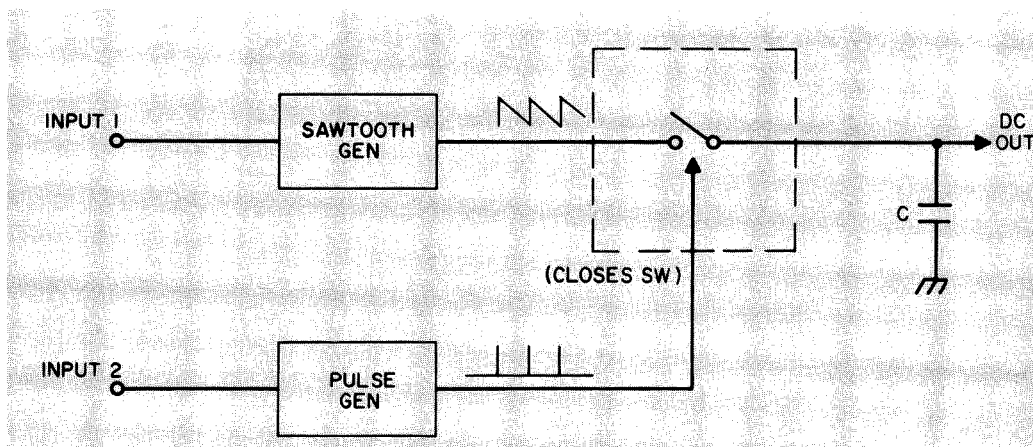 INPUT 1
SAWTOOTH
GEN
DC
OUT
C
(CLOSES SW)
INPUT 2
PULSE
GEN